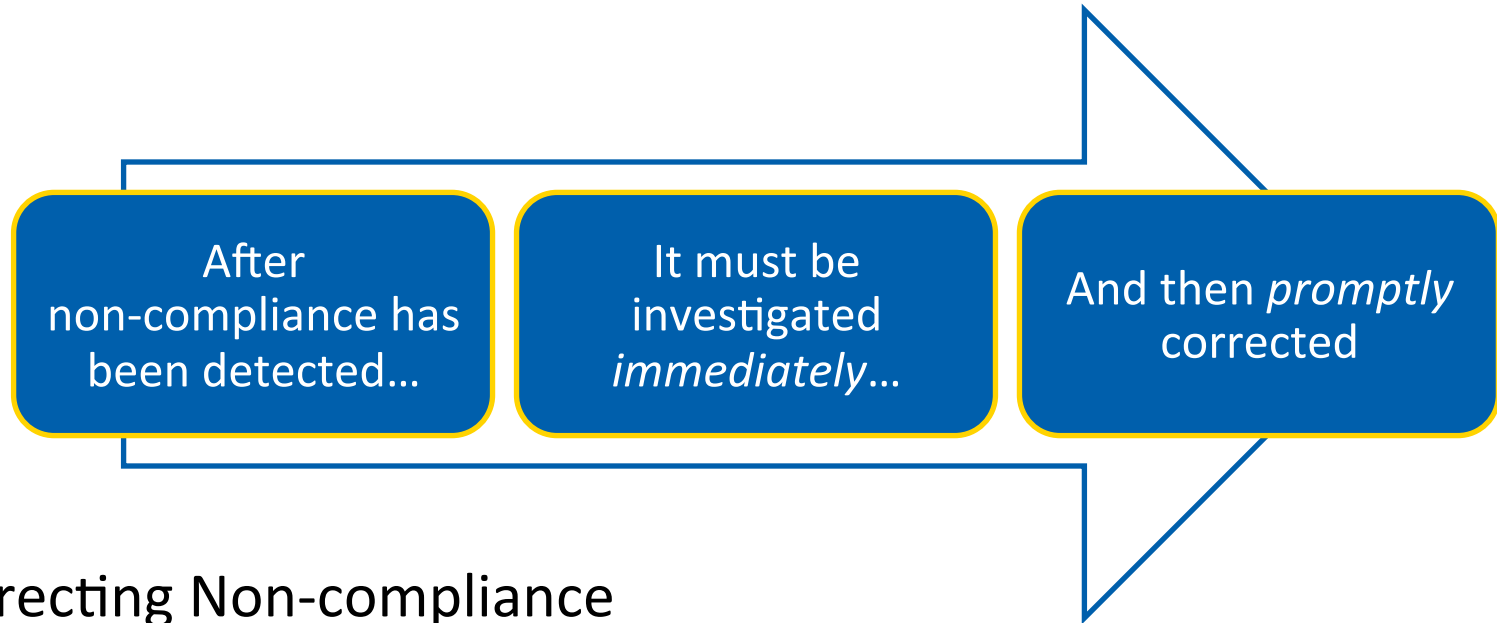 After
non-compliance has
been detected…
It must be
investigated
immediately…
And then promptly
corrected
recting Non-compliance